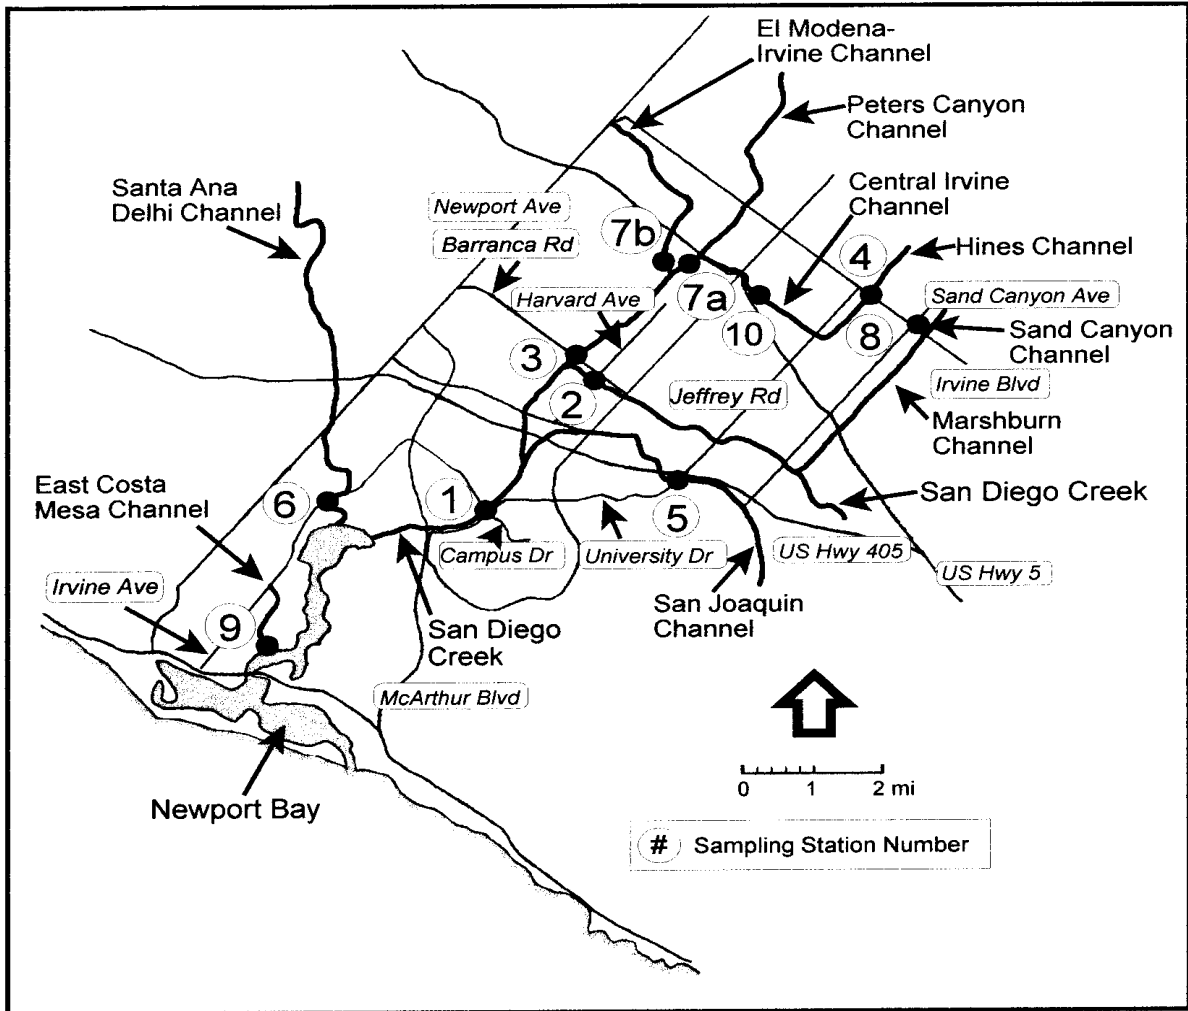 El Modena-
Irvine Channel
Peters Canyon
Channel
Santa Ana
Delhi Channel
Central Irvine
Channel
Newport Ave
Barranca Rd
7b
4
Hines Channel
Harvard Ave
7a
Sand Canyon Ave
10
8
Sand Canyon
Channel
3
2
Jeffrey Rd
Irvine Blvd
Marshburn
Channel
East Costa
Mesa Channel
6
1
5
San Diego Creek
Campus Dr
University Dr
US Hwy 405
US Hwy 5
Irvine Ave
9
San Diego
Creek
San Joaquin
Channel
McArthur Blvd
Newport Bay
0 1 2 mi
# Sampling Station Number